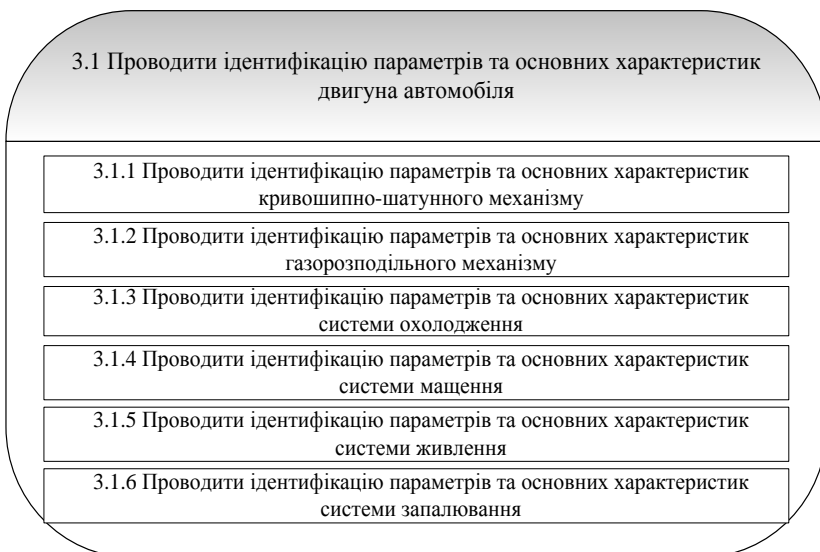 3.1 Проводити ідентифікацію параметрів та основних характеристик
двигуна автомобіля
3.1.1 Проводити ідентифікацію параметрів та основних характеристик
кривошипно-шатунного механізму
3.1.2 Проводити ідентифікацію параметрів та основних характеристик
газорозподільного механізму
3.1.3 Проводити ідентифікацію параметрів та основних характеристик
системи охолодження
3.1.4 Проводити ідентифікацію параметрів та основних характеристик
системи мащення
3.1.5 Проводити ідентифікацію параметрів та основних характеристик
системи живлення
3.1.6 Проводити ідентифікацію параметрів та основних характеристик
системи запалювання